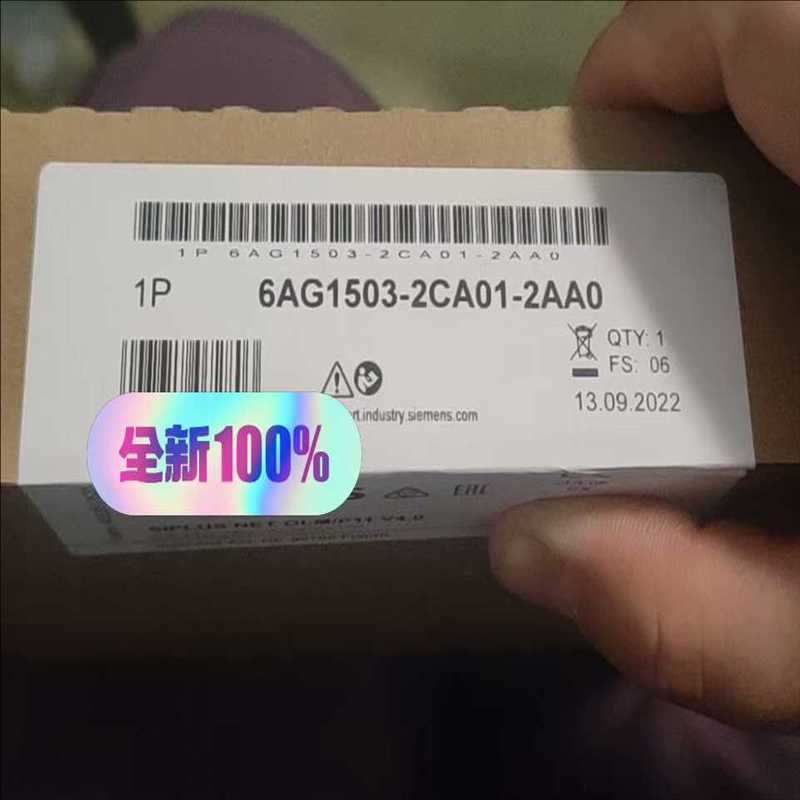 1P 6AG1503-2CA01-2AA0
1P 6AG1503-2CA01-2AA0
QTY: 1
FS: 06
13.09.2022
industry.siemens.com
全新100%
EAC
SIPLUS NET OLM/P11 V4.0